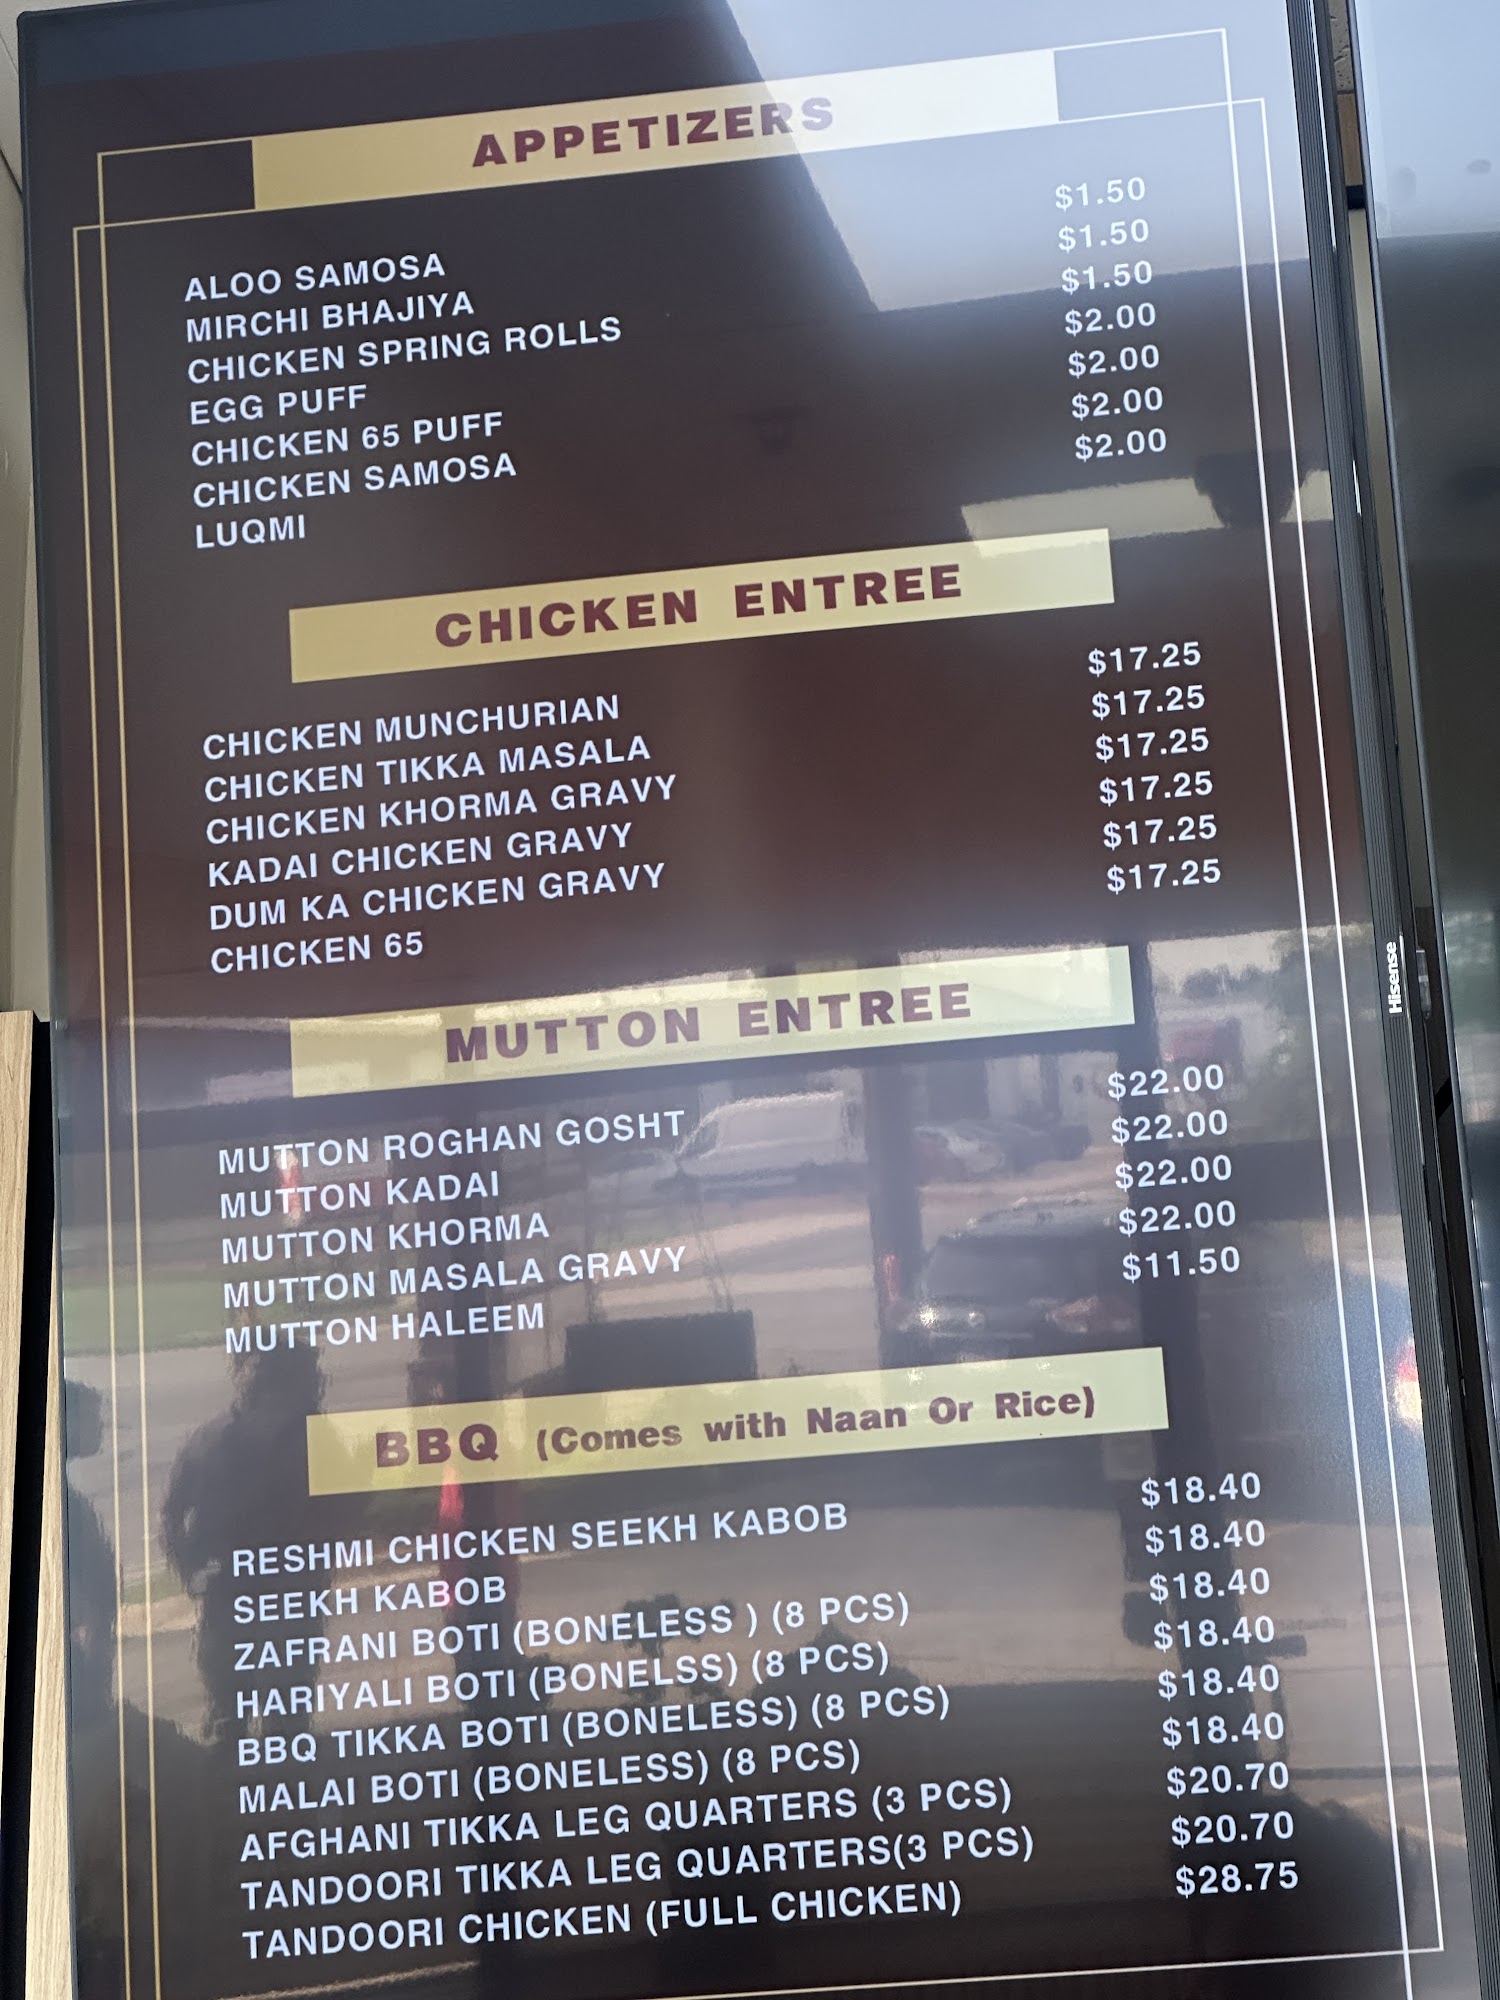 APPETIZERS
ALOO SAMOSA $1.50
MIRCHI BHAJIYA $1.50
CHICKEN SPRING ROLLS $1.50
EGG PUFF $2.00
CHICKEN 65 PUFF $2.00
CHICKEN SAMOSA $2.00
LUQMI $2.00
CHICKEN ENTREE
CHICKEN MUNCHURIAN $17.25
CHICKEN TIKKA MASALA $17.25
CHICKEN KHORMA GRAVY $17.25
KADAI CHICKEN GRAVY $17.25
DUM KA CHICKEN GRAVY $17.25
CHICKEN 65 $17.25
MUTTON ENTREE
MUTTON ROGHAN GOSHT $22.00
MUTTON KADAI $22.00
MUTTON KHORMA $22.00
MUTTON MASALA GRAVY $22.00
MUTTON HALEEM $11.50
BBQ (Comes with Naan Or Rice)
RESHMI CHICKEN SEEKH KABOB $18.40
SEEKH KABOB $18.40
ZAFRANI BOTI (BONELESS ) (8 PCS) $18.40
HARIYALI BOTI (BONELSS) (8 PCS) $18.40
BBQ TIKKA BOTI (BONELESS) (8 PCS) $18.40
MALAI BOTI (BONELESS) (8 PCS) $18.40
AFGHANI TIKKA LEG QUARTERS (3 PCS) $20.70
TANDOORI TIKKA LEG QUARTERS(3 PCS) $20.70
TANDOORI CHICKEN (FULL CHICKEN) $28.75
Hisense